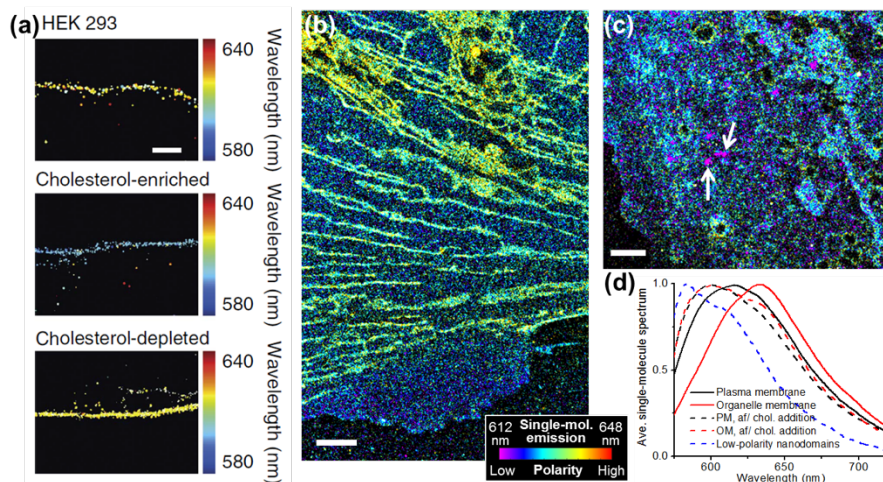 (a) HEK 293
640
580
Wavelength (nm)
Cholesterol-enriched
640
580
Wavelength (nm)
Cholesterol-depleted
640
580
Wavelength (nm)
(b)
612 nm
Single-mol. emission
648 nm
Low
Polarity
High
(c)
(d)
Ave. single-molecule spectrum
1.0
0.5
0.0
Plasma membrane
Organelle membrane
PM, af/ chol. addition
OM, af/ chol. addition
Low-polarity nanodomains
600
650
700
Wavelength (nm)